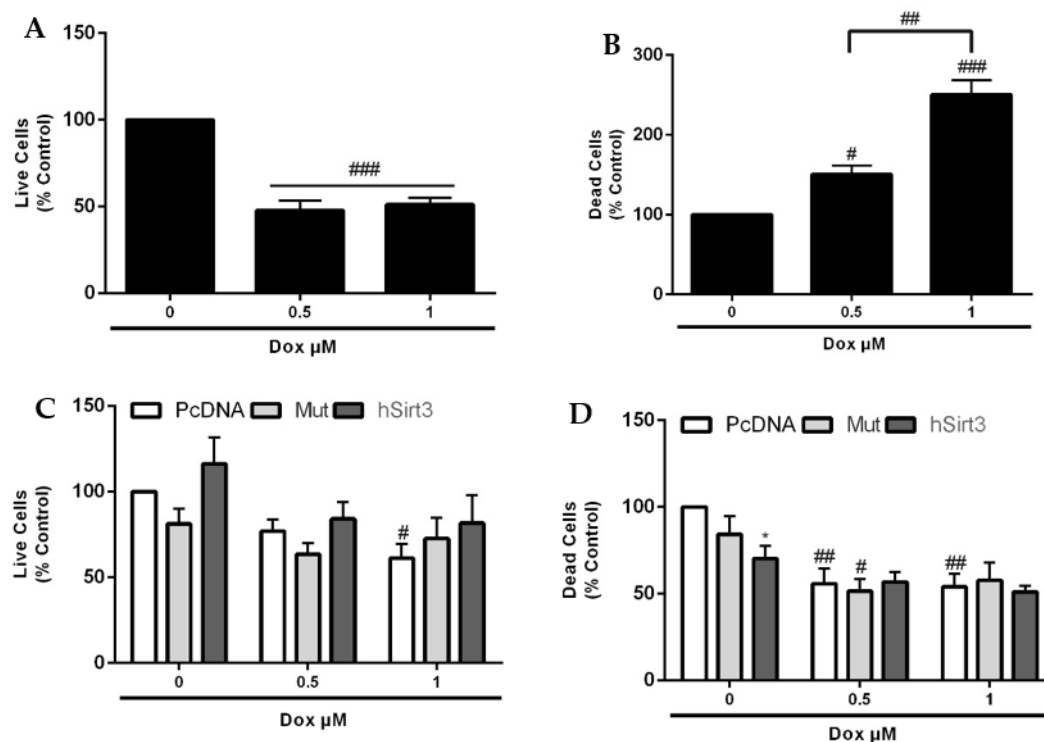 A
Live Cells
(% Control)
150
100
50
0
###
0 0.5 1
Dox µM
B
Dead Cells
(% Control)
300
200
100
0
#
##
###
0 0.5 1
Dox µM
C
PcDNA Mut hSirt3
Live Cells
(% Control)
150
100
50
0
#
0 0.5 1
Dox µM
D
PcDNA Mut hSirt3
Dead Cells
(% Control)
150
100
50
0
*
## # ##
0 0.5 1
Dox µM